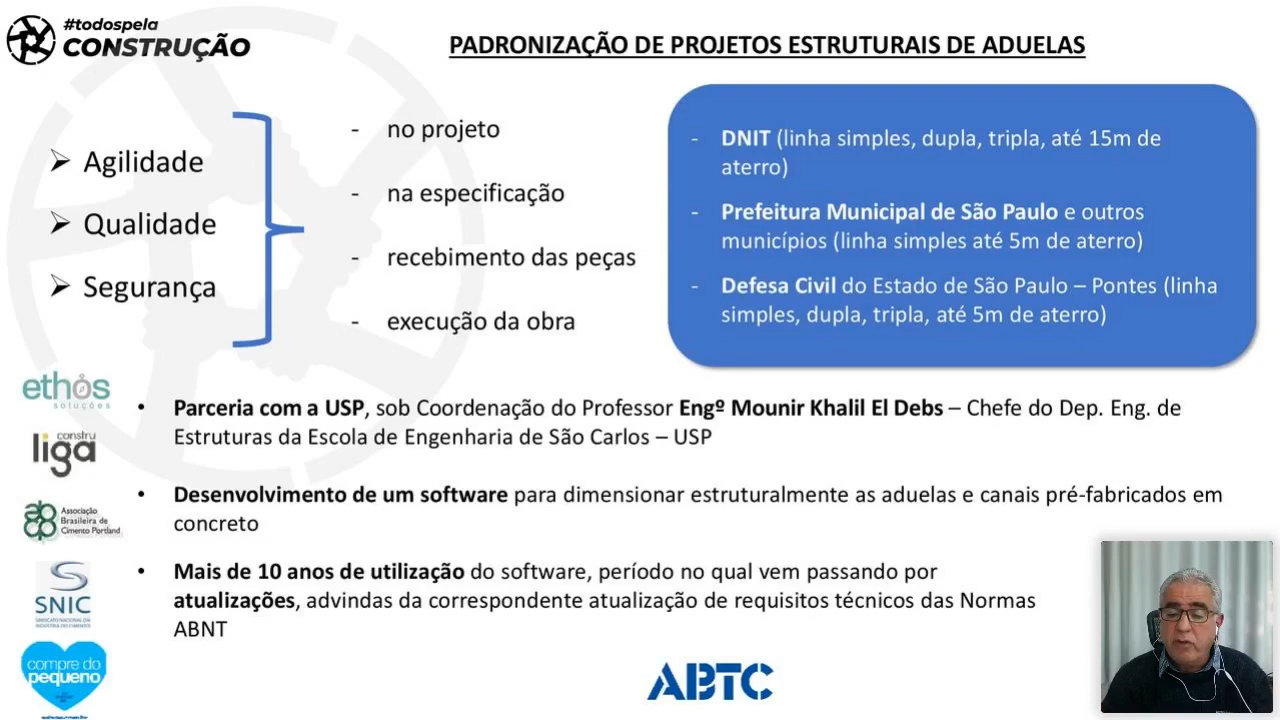 #todospela
CONSTRUÇÃO
PADRONIZAÇÃO DE PROJETOS ESTRUTURAIS DE ADUELAS
➢ Agilidade
➢ Qualidade
➢ Segurança
- no projeto
- na especificação
- recebimento das peças
- execução da obra
- DNIT (linha simples, dupla, tripla, até 15m de
aterro)
- Prefeitura Municipal de São Paulo e outros
municípios (linha simples até 5m de aterro)
- Defesa Civil do Estado de São Paulo – Pontes (linha
simples, dupla, tripla, até 5m de aterro)
ethos
soluções
constru
liga
Associação
Brasileira de
Cimento Portland
SNIC
SINDICATO NACIONAL DA
INDÚSTRIA DO CIMENTO
compre do
pequeno
• Parceria com a USP, sob Coordenação do Professor Engº Mounir Khalil El Debs – Chefe do Dep. Eng. de
Estruturas da Escola de Engenharia de São Carlos – USP
• Desenvolvimento de um software para dimensionar estruturalmente as aduelas e canais pré-fabricados em
concreto
• Mais de 10 anos de utilização do software, período no qual vem passando por
atualizações, advindas da correspondente atualização de requisitos técnicos das Normas
ABNT
ABTC